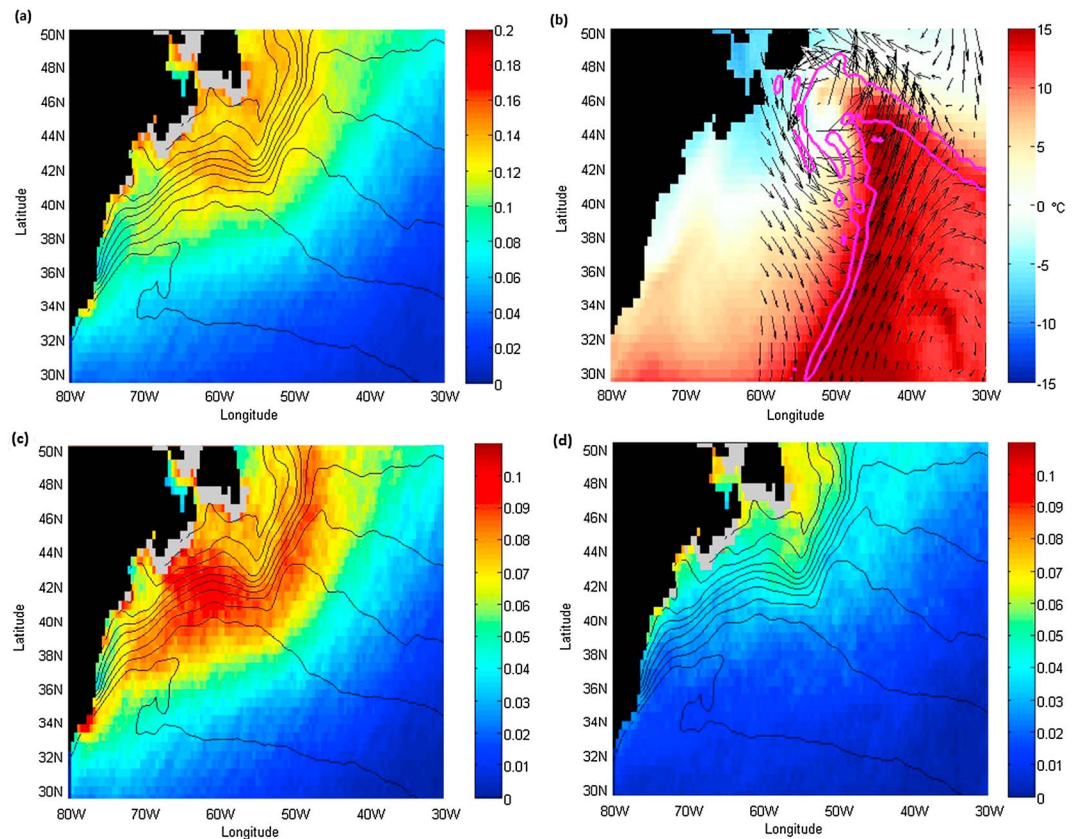 (a)
50N
48N
46N
44N
42N
40N
38N
36N
34N
32N
30N
Latitude
80W 70W 60W 50W 40W 30W
Longitude
0.2
0.18
0.16
0.14
0.12
0.1
0.08
0.06
0.04
0.02
0
(b)
50N
48N
46N
44N
42N
40N
38N
36N
34N
32N
30N
Latitude
80W 70W 60W 50W 40W 30W
Longitude
15
10
5
0 °C
-5
-10
-15
(c)
50N
48N
46N
44N
42N
40N
38N
36N
34N
32N
30N
Latitude
80W 70W 60W 50W 40W 30W
Longitude
0.1
0.09
0.08
0.07
0.06
0.05
0.04
0.03
0.02
0.01
0
(d)
50N
48N
46N
44N
42N
40N
38N
36N
34N
32N
30N
Latitude
80W 70W 60W 50W 40W 30W
Longitude
0.1
0.09
0.08
0.07
0.06
0.05
0.04
0.03
0.02
0.01
0